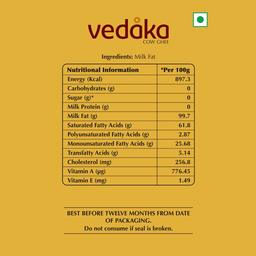 vedaka
COW GHEE
Ingredients: Milk Fat
Nutritional Information *Per 100g
Energy (Kcal) 897.3
Carbohydrates (g) 0
Sugar (g)* 0
Milk Protein (g) 0
Milk Fat (g) 99.7
Saturated Fatty Acids (g) 61.8
Polyunsaturated Fatty Acids (g) 2.87
Monounsaturated Fatty Acids (g) 25.68
Transfatty Acids (g) 5.14
Cholesterol (mg) 256.8
Vitamin A (µg) 776.45
Vitamin E (mg) 1.49
BEST BEFORE TWELVE MONTHS FROM DATE
OF PACKAGING.
Do not consume if seal is broken.